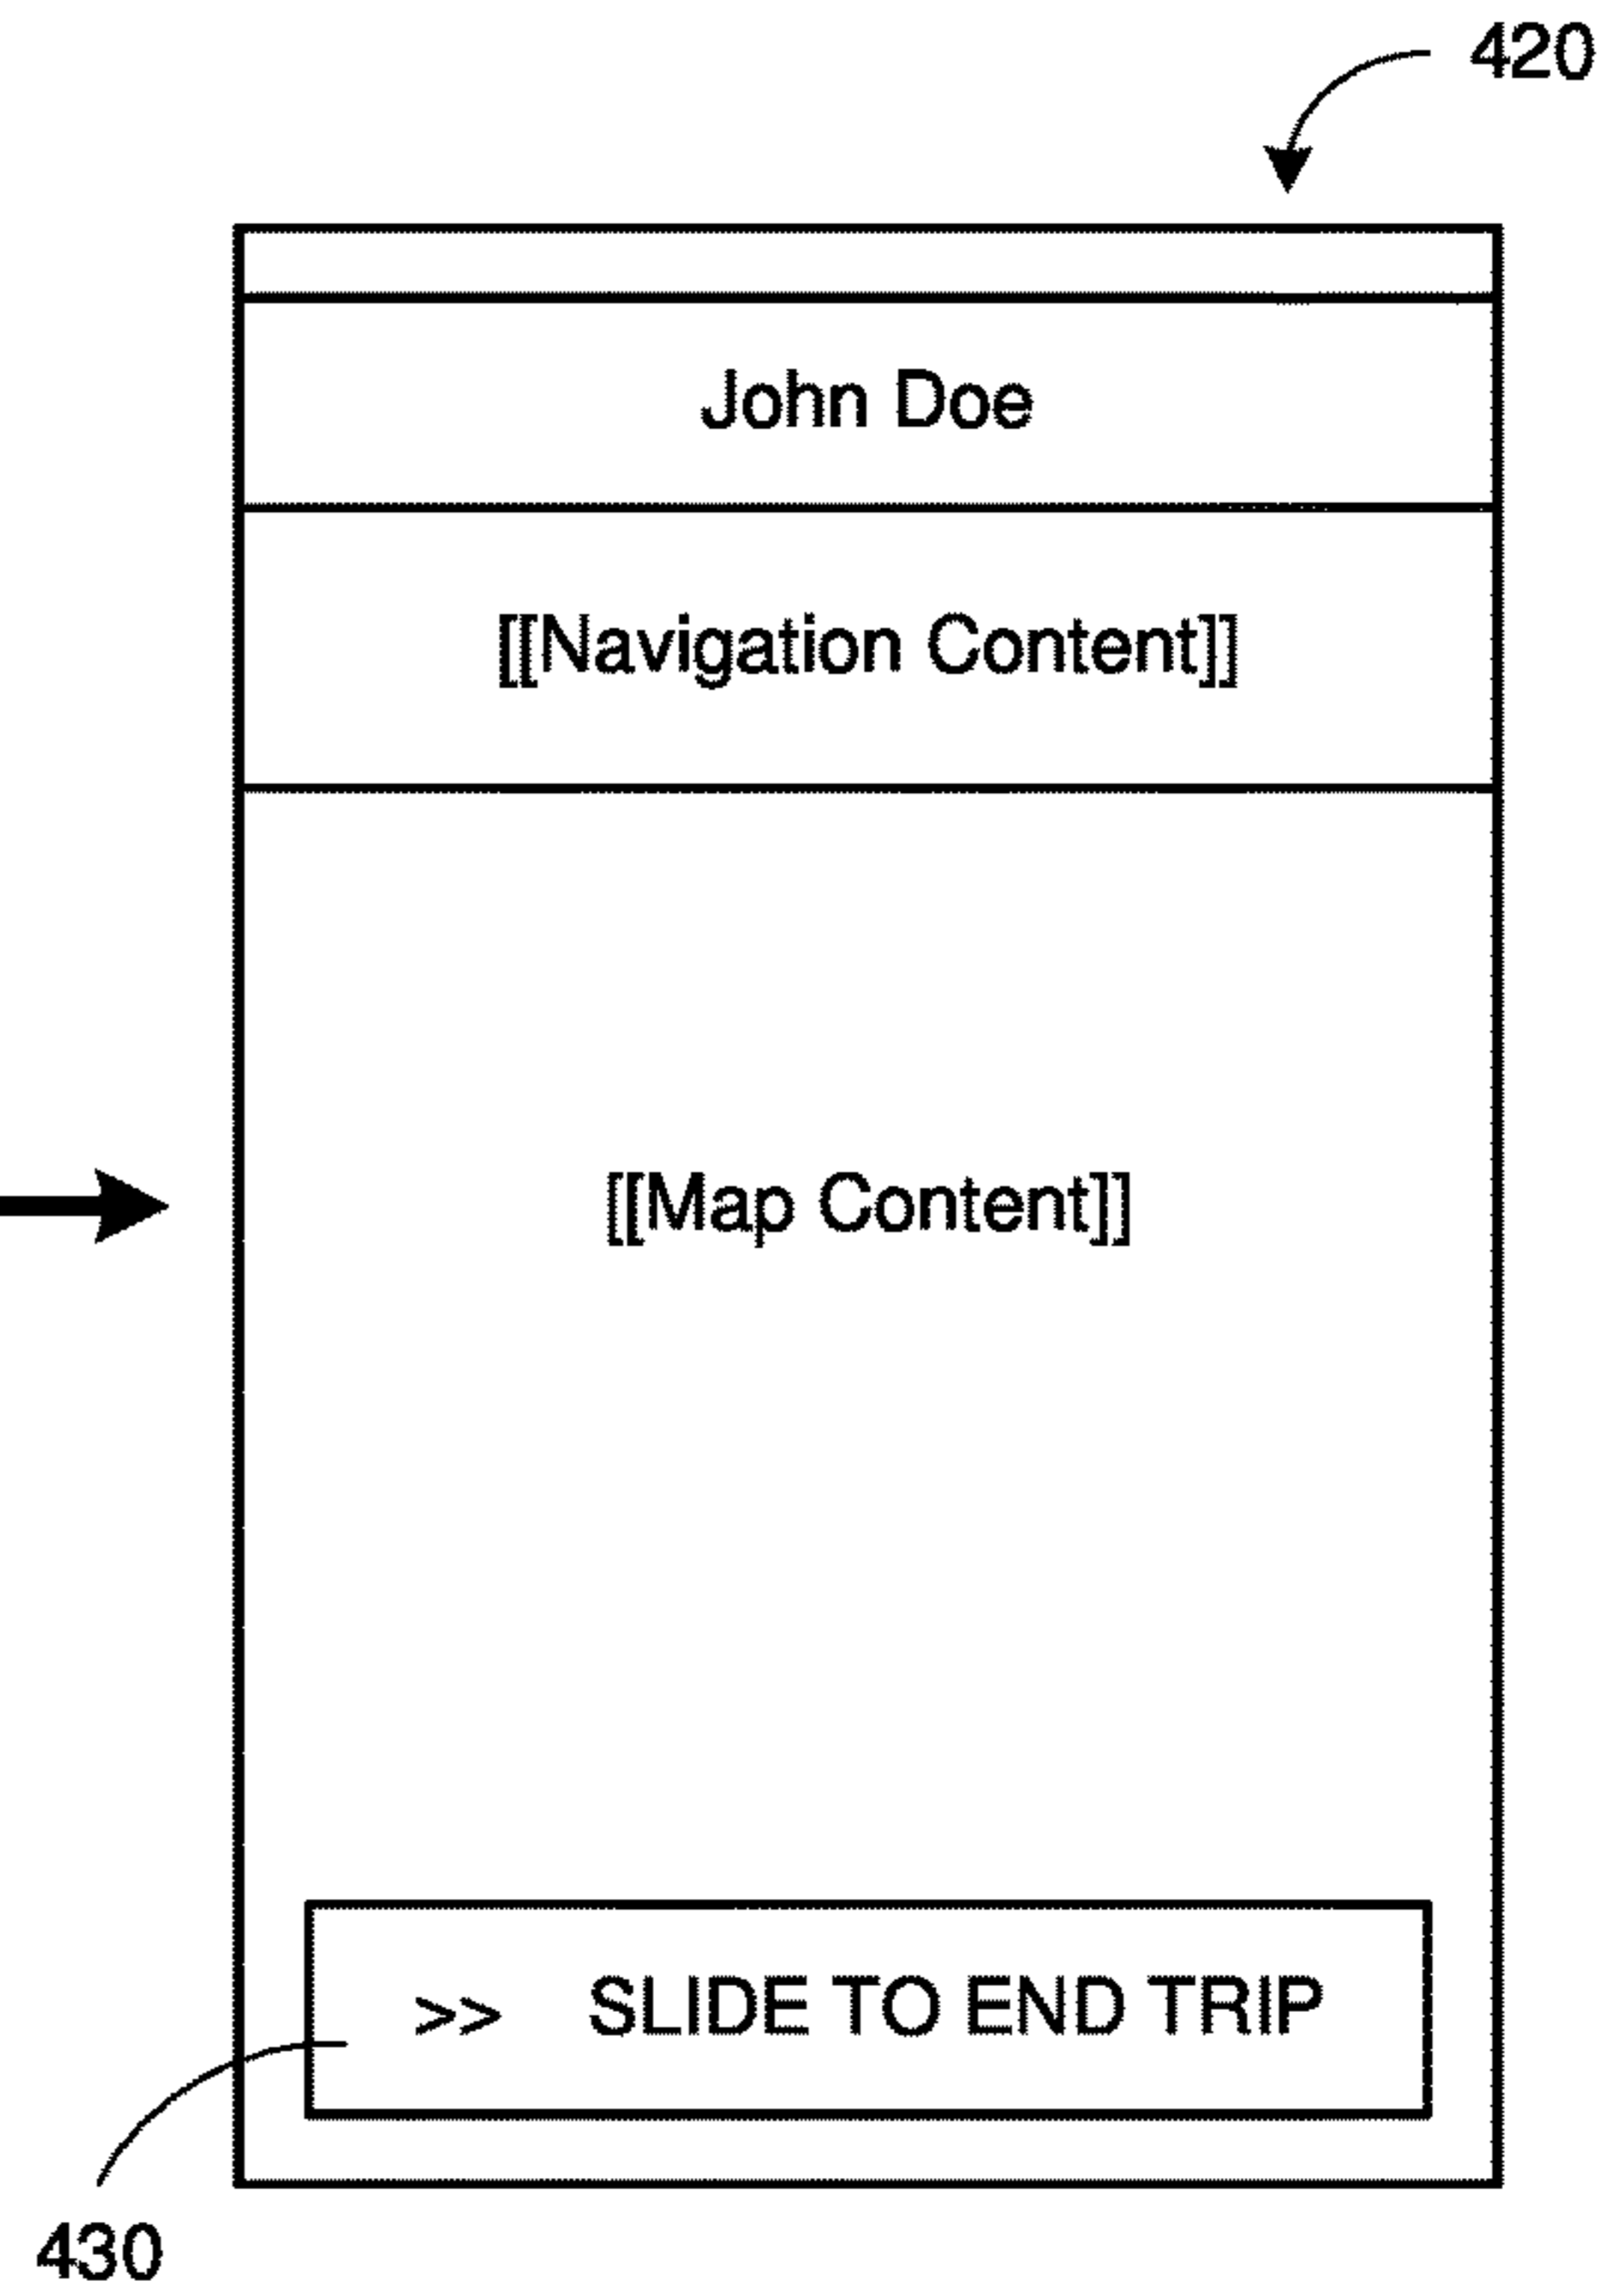 420
John Doe
[[Navigation Content]]
[[Map Content]]
>> SLIDE TO END TRIP
430